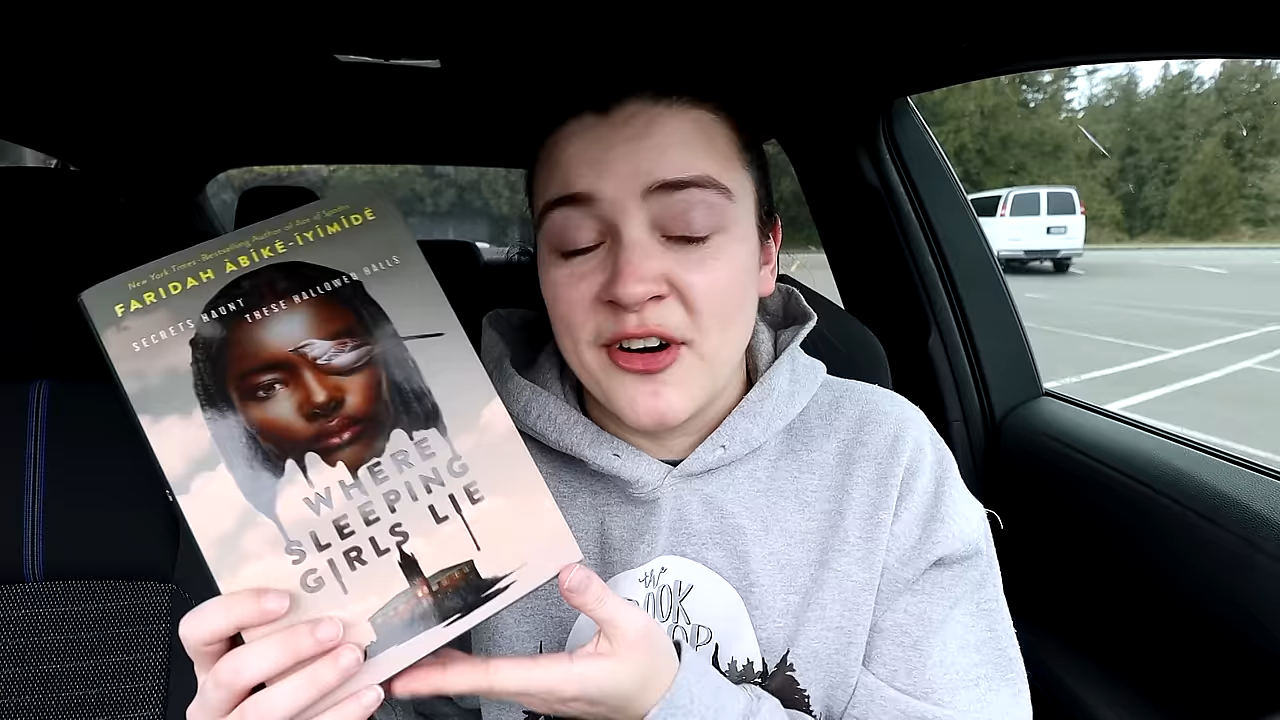 New York Times-Bestselling Author of Ace of Spades
FARIDAH ÀBÍKÉ-ÍYÍMÍDÉ
SECRETS HAUNT
THESE HALLOWED HALLS
WHERE
SLEEPING
GIRLS LIE
the
BOOK